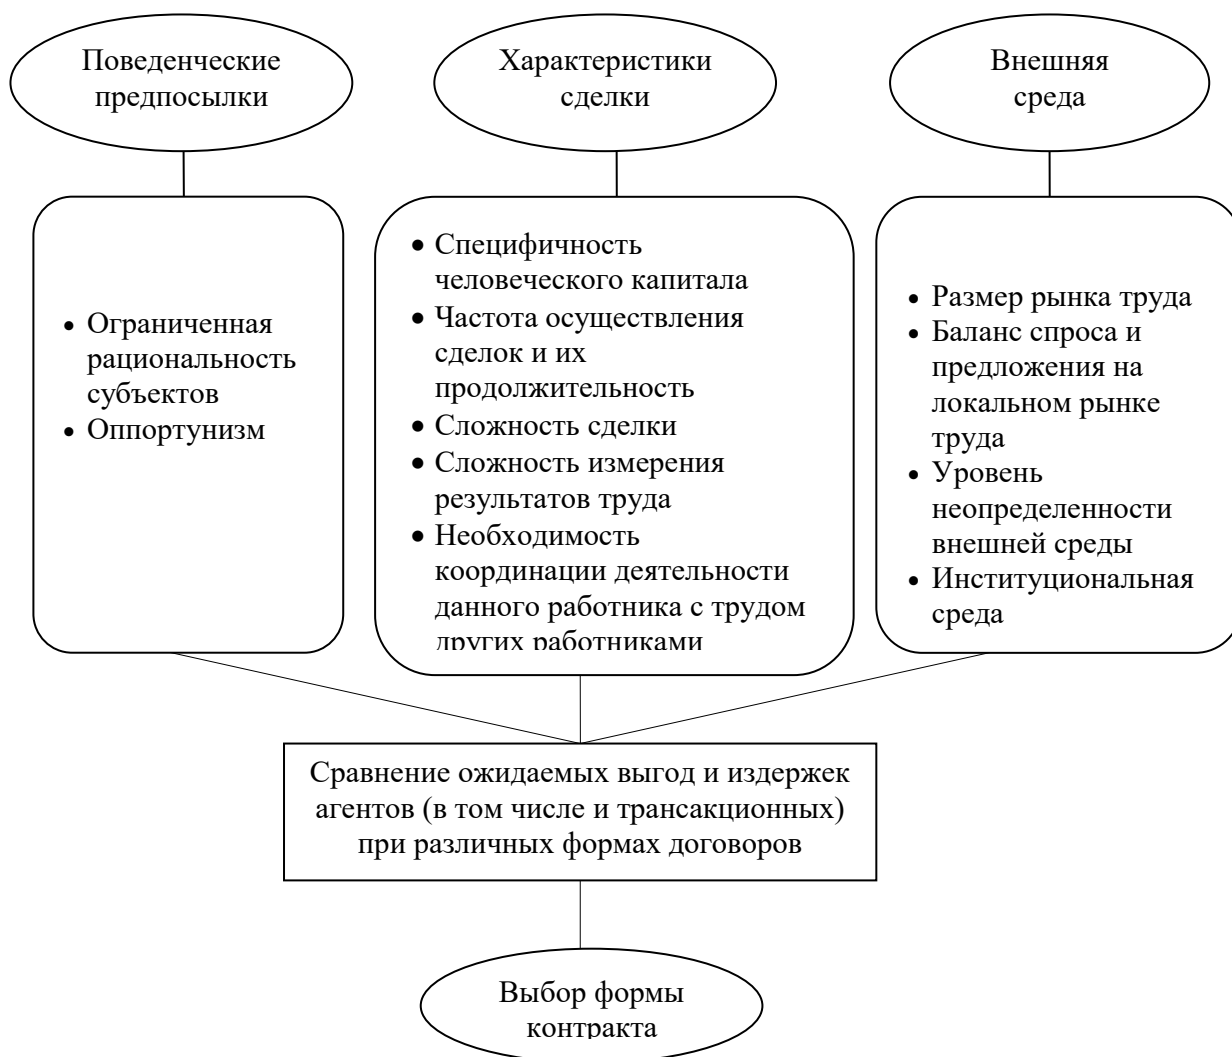 Поведенческие
предпосылки
Характеристики
сделки
Внешняя
среда
• Ограниченная
рациональность
субъектов
• Оппортунизм
• Специфичность
человеческого капитала
• Частота осуществления
сделок и их
продолжительность
• Сложность сделки
• Сложность измерения
результатов труда
• Необходимость
координации деятельности
данного работника с трудом
других работниками
• Размер рынка труда
• Баланс спроса и
предложения на
локальном рынке
труда
• Уровень
неопределенности
внешней среды
• Институциональная
среда
Сравнение ожидаемых выгод и издержек
агентов (в том числе и трансакционных)
при различных формах договоров
Выбор формы
контракта